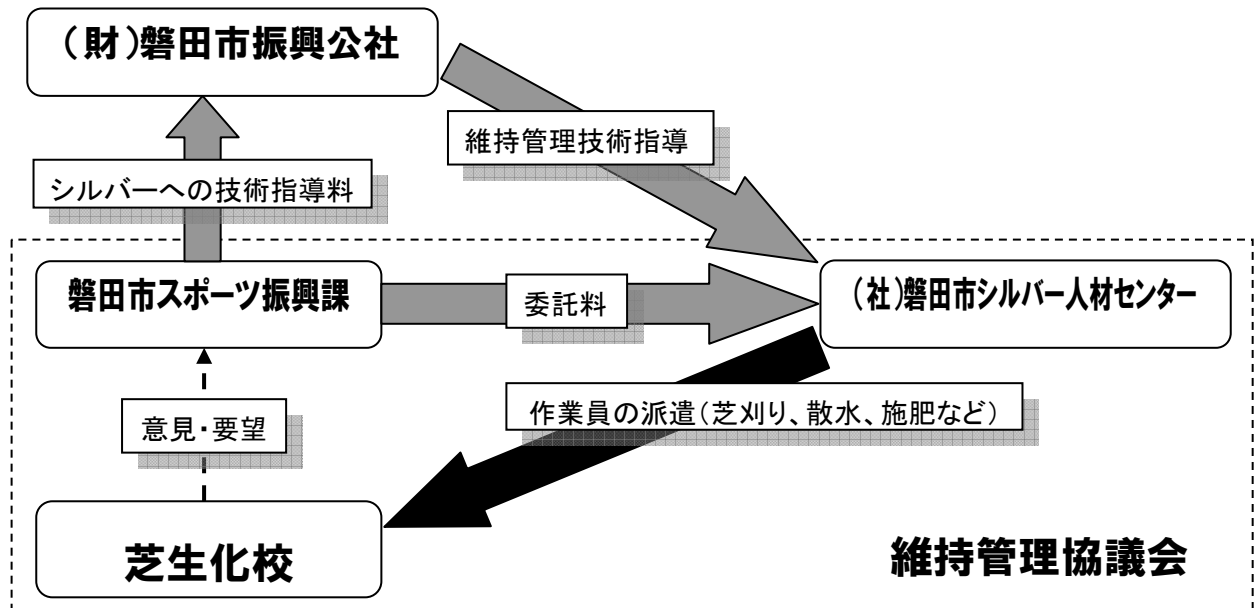 （財）磐田市振興公社
維持管理技術指導
シルバーへの技術指導料
磐田市スポーツ振興課
委託料
（社）磐田市シルバー人材センター
作業員の派遣（芝刈り、散水、施肥など）
意見・要望
芝生化校
維持管理協議会